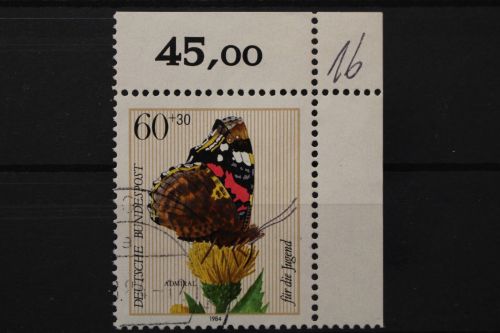 45,00
16
60+30
DEUTSCHE BUNDESPOST
für die Jugend
ADMIRAL
1984